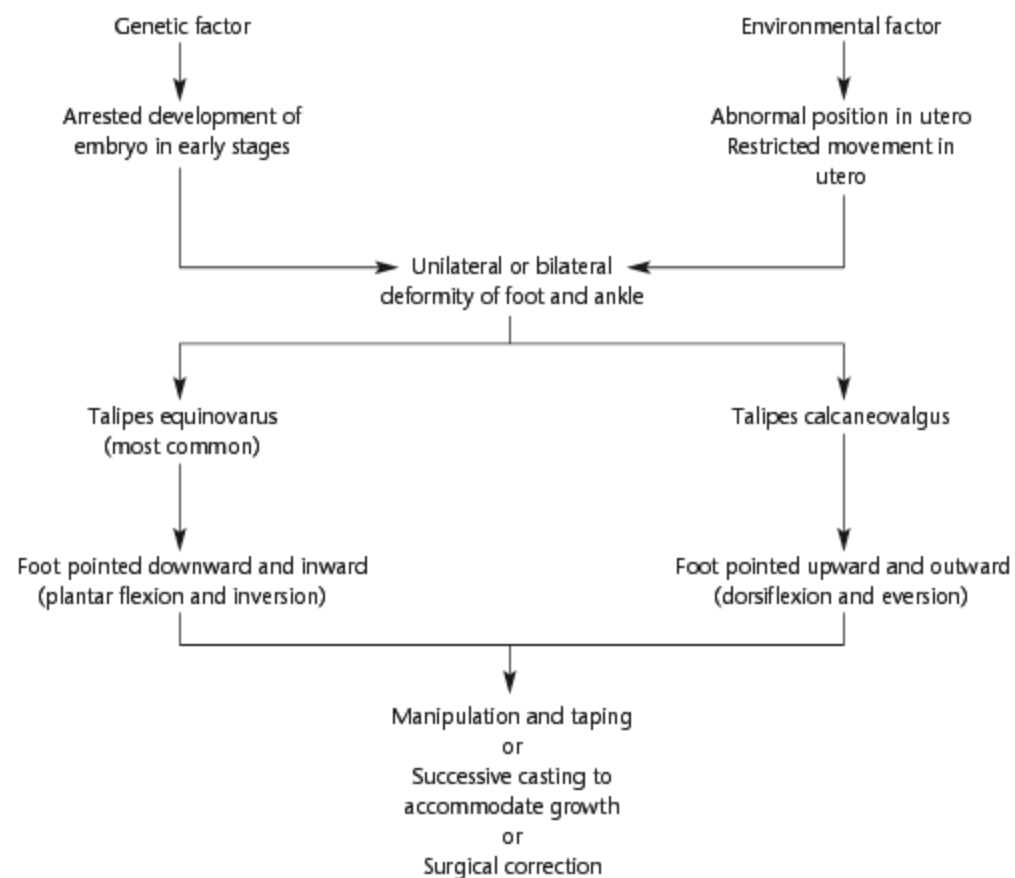 Genetic factor
Environmental factor
Arrested development of
embryo in early stages
Abnormal position in utero
Restricted movement in
utero
Unilateral or bilateral
deformity of foot and ankle
Talipes equinovarus
(most common)
Talipes calcaneovalgus
Foot pointed downward and inward
(plantar flexion and inversion)
Foot pointed upward and outward
(dorsiflexion and eversion)
Manipulation and taping
or
Successive casting to
accommodate growth
or
Surgical correction